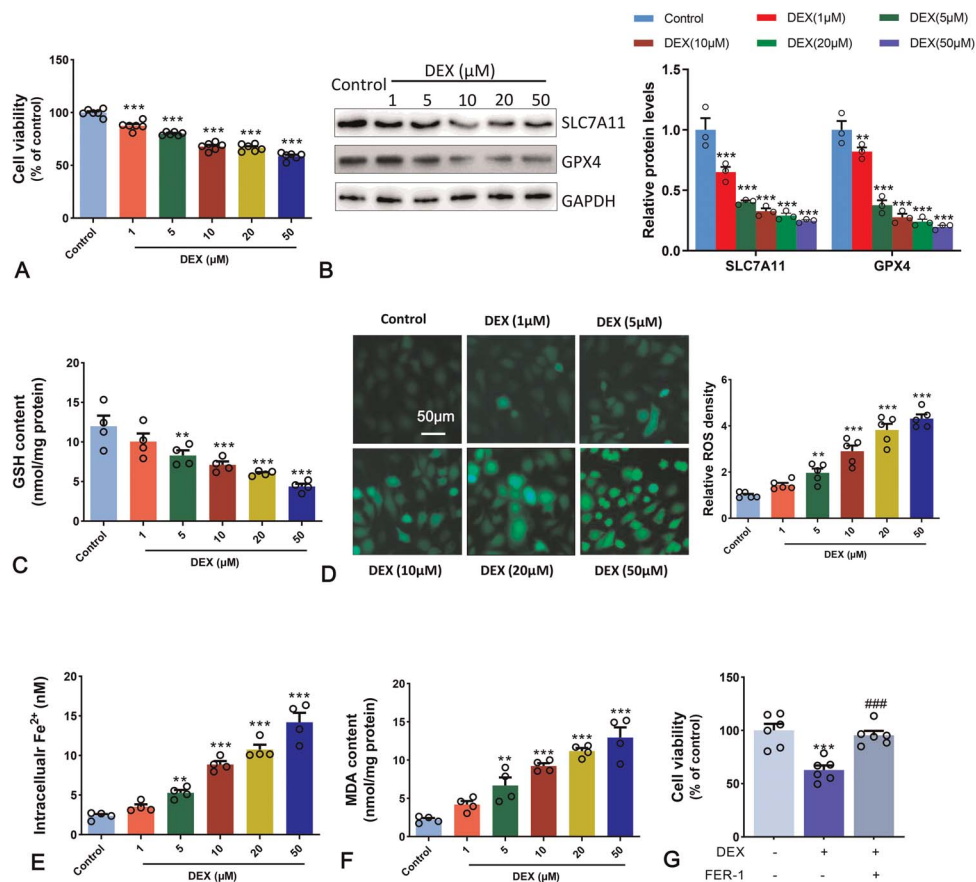 Control DEX(1μM) DEX(5μM)
DEX(10μM) DEX(20μM) DEX(50μM)
Cell viability
(% of control)
150
100
50
0
***
***
***
***
***
Control 1 5 10 20 50
DEX (μM)
A
DEX (μM)
Control 1 5 10 20 50
SLC7A11
GPX4
GAPDH
B
Relative protein levels
1.5
1.0
0.5
0.0
***
***
***
***
***
**
***
***
***
***
SLC7A11 GPX4
GSH content
(nmol/mg protein)
20
15
10
5
0
**
***
***
***
Control 1 5 10 20 50
DEX (μM)
C
Control DEX (1μM) DEX (5μM)
50μm
DEX (10μM) DEX (20μM) DEX (50μM)
D
Relative ROS density
6
4
2
0
**
***
***
***
Control 1 5 10 20 50
DEX (μM)
Intracellualr Fe2+ (nM)
20
15
10
5
0
**
***
***
***
Control 1 5 10 20 50
DEX (μM)
E
MDA content
(nmol/mg protein)
20
15
10
5
0
**
***
***
***
Control 1 5 10 20 50
DEX (μM)
F
Cell viability
(% of control)
150
100
50
0
***
###
DEX - + +
FER-1 - - +
G